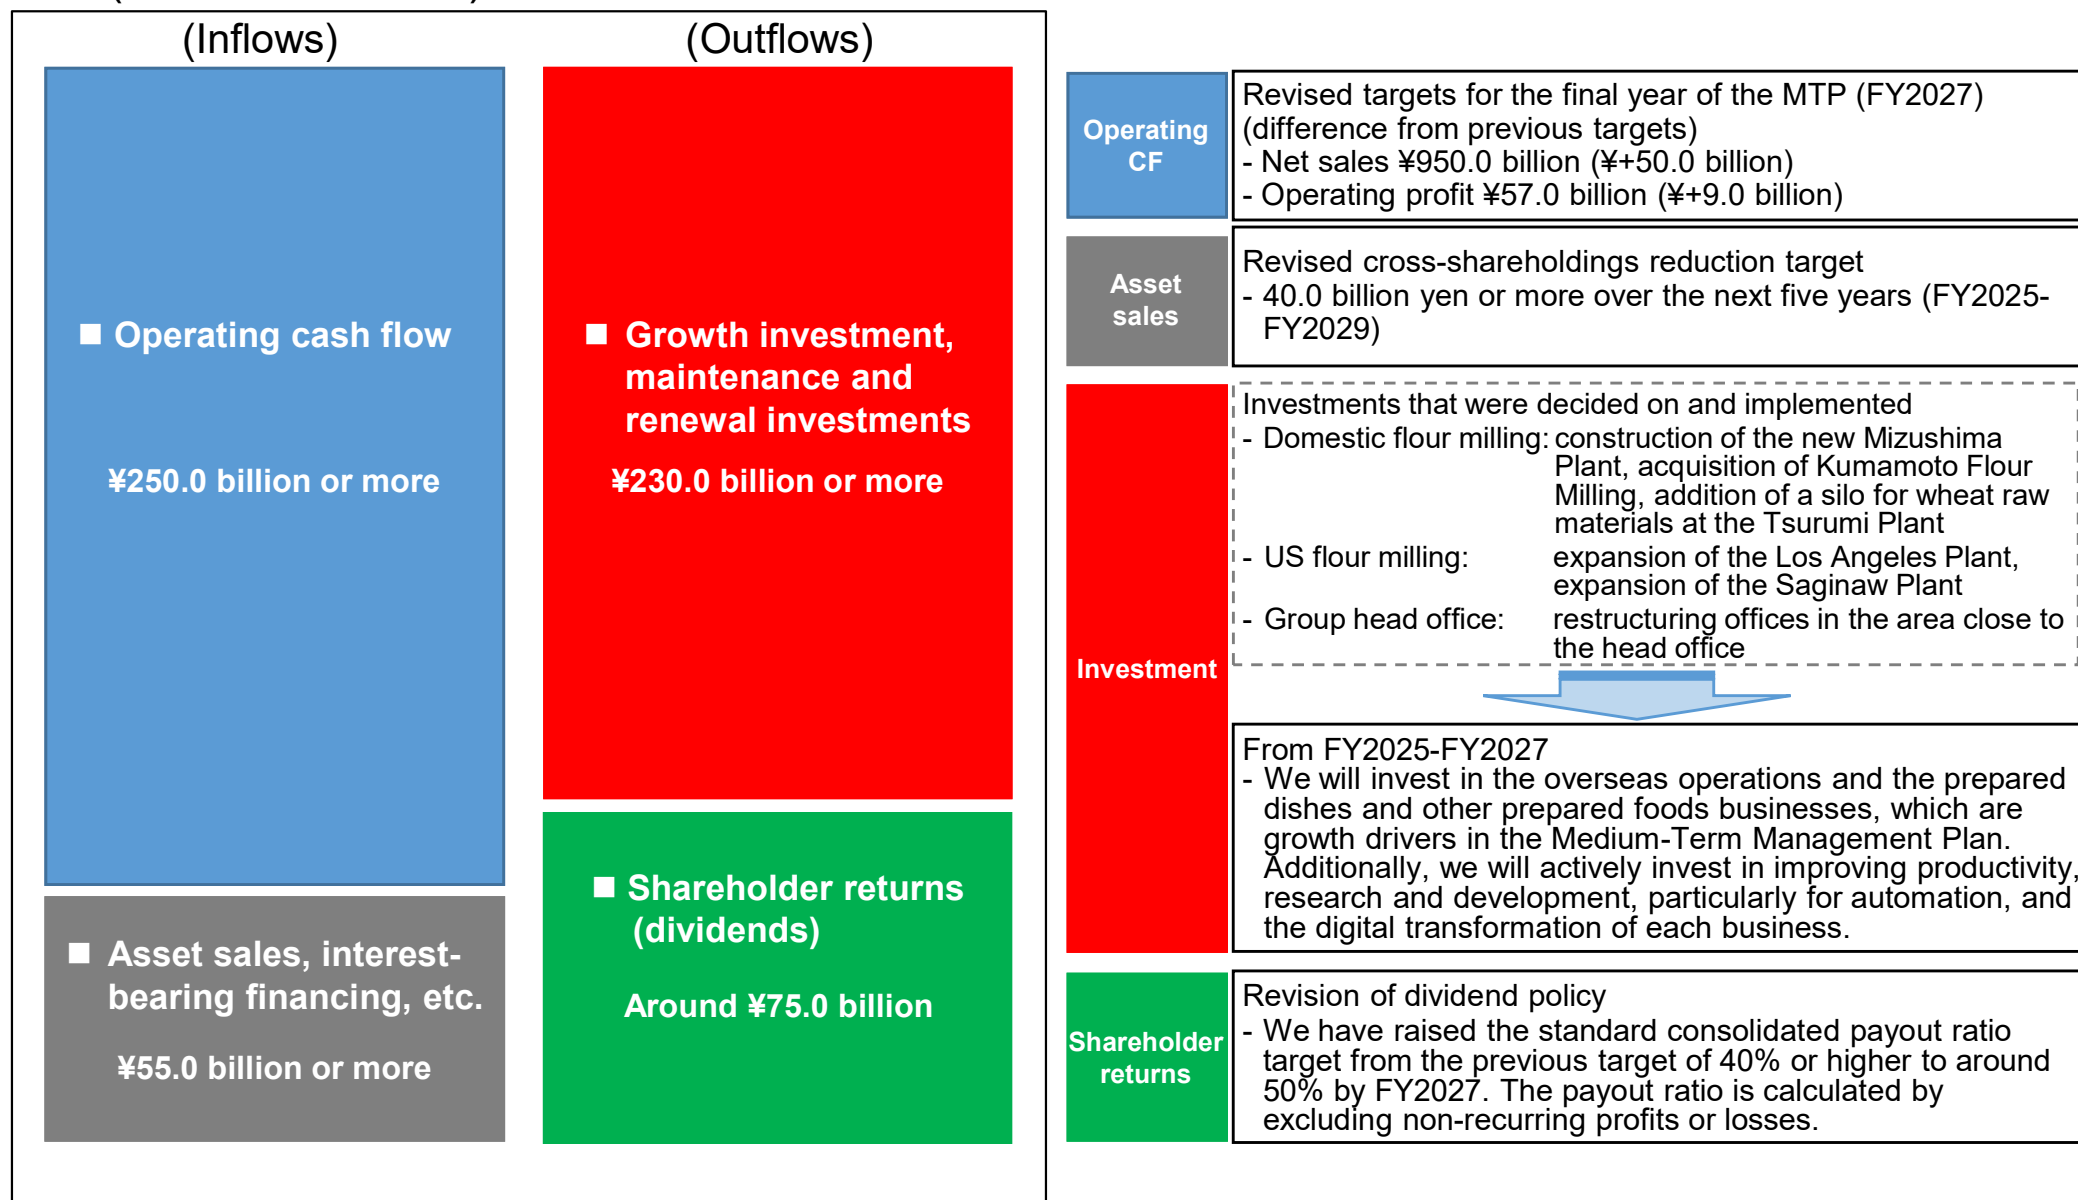 (Inflows)
(Outflows)
■ Operating cash flow
¥250.0 billion or more
■ Asset sales, interest-
bearing financing, etc.
¥55.0 billion or more
■ Growth investment,
maintenance and
renewal investments
¥230.0 billion or more
■ Shareholder returns
(dividends)
Around ¥75.0 billion
Operating
CF
Revised targets for the final year of the MTP (FY2027)
(difference from previous targets)
- Net sales ¥950.0 billion (¥+50.0 billion)
- Operating profit ¥57.0 billion (¥+9.0 billion)
Asset
sales
Revised cross-shareholdings reduction target
- 40.0 billion yen or more over the next five years (FY2025-
FY2029)
Investment
Investments that were decided on and implemented
- Domestic flour milling: construction of the new Mizushima
Plant, acquisition of Kumamoto Flour
Milling, addition of a silo for wheat raw
materials at the Tsurumi Plant
- US flour milling: expansion of the Los Angeles Plant,
expansion of the Saginaw Plant
- Group head office: restructuring offices in the area close to
the head office
From FY2025-FY2027
- We will invest in the overseas operations and the prepared
dishes and other prepared foods businesses, which are
growth drivers in the Medium-Term Management Plan.
Additionally, we will actively invest in improving productivity,
research and development, particularly for automation, and
the digital transformation of each business.
Shareholder
returns
Revision of dividend policy
- We have raised the standard consolidated payout ratio
target from the previous target of 40% or higher to around
50% by FY2027. The payout ratio is calculated by
excluding non-recurring profits or losses.